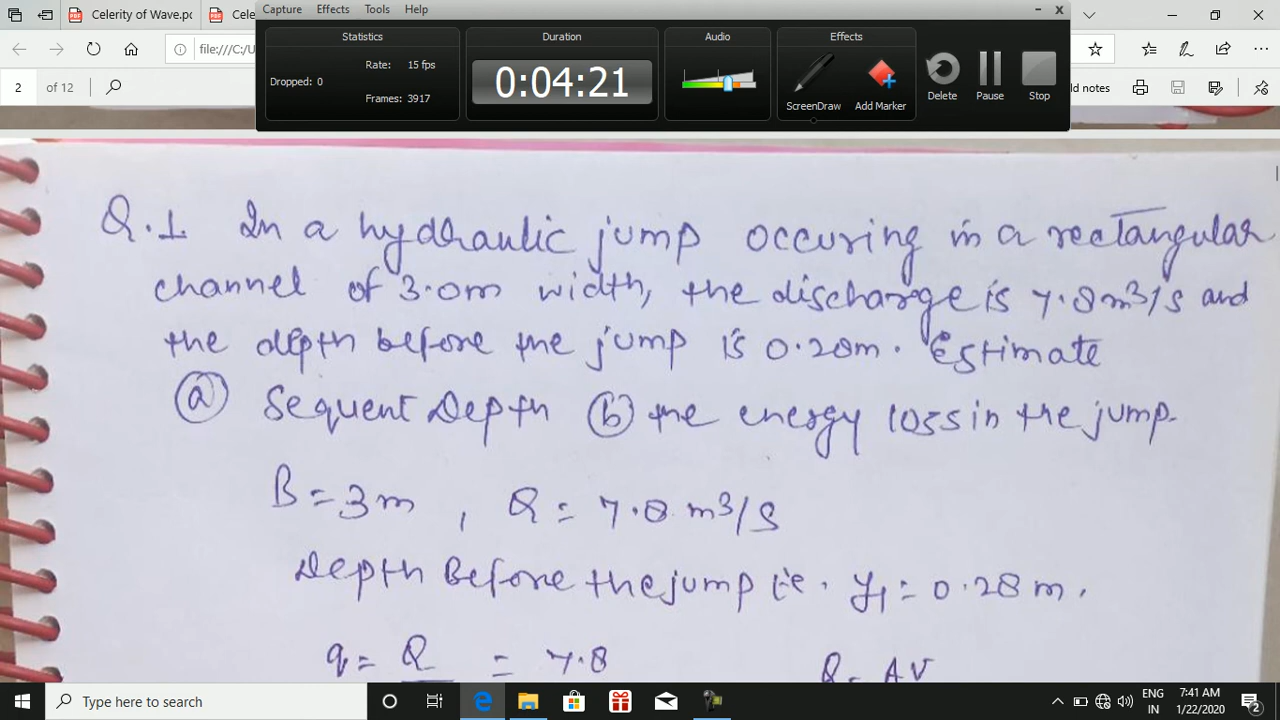 Celerity of Wave.pdf
Cele
Capture Effects Tools Help
Statistics
Duration
Audio
Effects
Dropped: 0
Rate: 15 fps
Frames: 3917
0:04:21
ScreenDraw
Add Marker
Delete
Pause
Stop
file:///C:/U
of 12
dd notes
Q.1. In a hydraulic jump occuring in a rectangular
channel of 3.0m width, the discharge is 7.8m³/s and
the depth before the jump is 0.28m. Estimate
(a) Sequent Depth (b) the energy loss in the jump.
B = 3m , Q = 7.8 m³/s
Depth Before the jump i.e. y₁ = 0.28 m.
q = Q = 7.8
Q = AV
Type here to search
ENG
IN
7:41 AM
1/22/2020
2